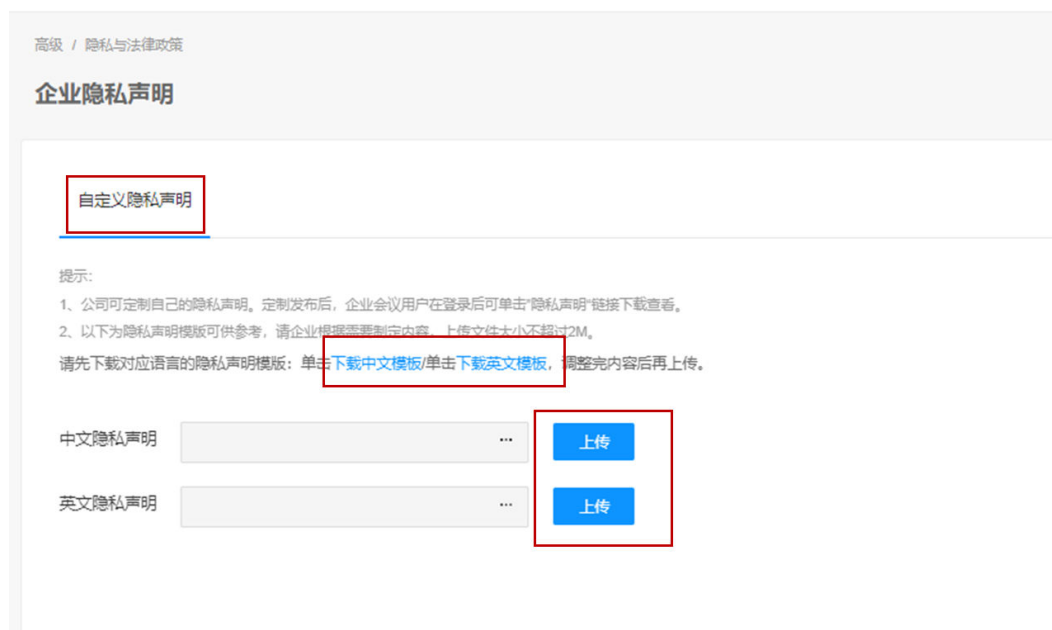 高级 / 隐私与法律政策
企业隐私声明
自定义隐私声明
提示:
1、公司可定制自己的隐私声明。定制发布后，企业会议用户在登录后可单击"隐私声明"链接下载查看。
2、以下为隐私声明模版可供参考，请企业根据需要制定内容，上传文件大小不超过2M。
请先下载对应语言的隐私声明模版：单击下载中文模板/单击下载英文模板，调整完内容后再上传。
中文隐私声明 ... 上传
英文隐私声明 ... 上传